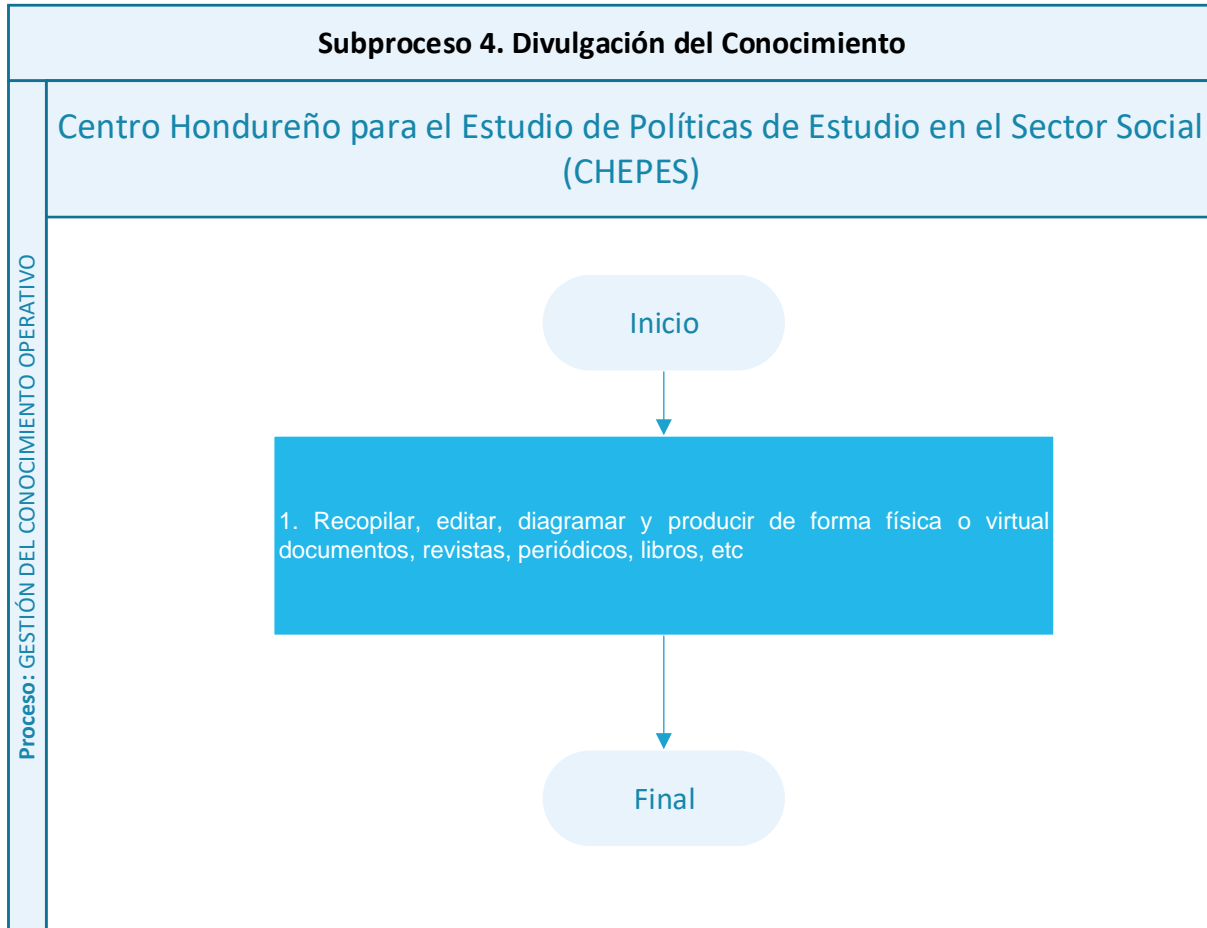 Subproceso 4. Divulgación del Conocimiento
Centro Hondureño para el Estudio de Políticas de Estudio en el Sector Social
(CHEPES)
Proceso: GESTIÓN DEL CONOCIMIENTO OPERATIVO
Inicio
1. Recopilar, editar, diagramar y producir de forma física o virtual
documentos, revistas, periódicos, libros, etc
Final